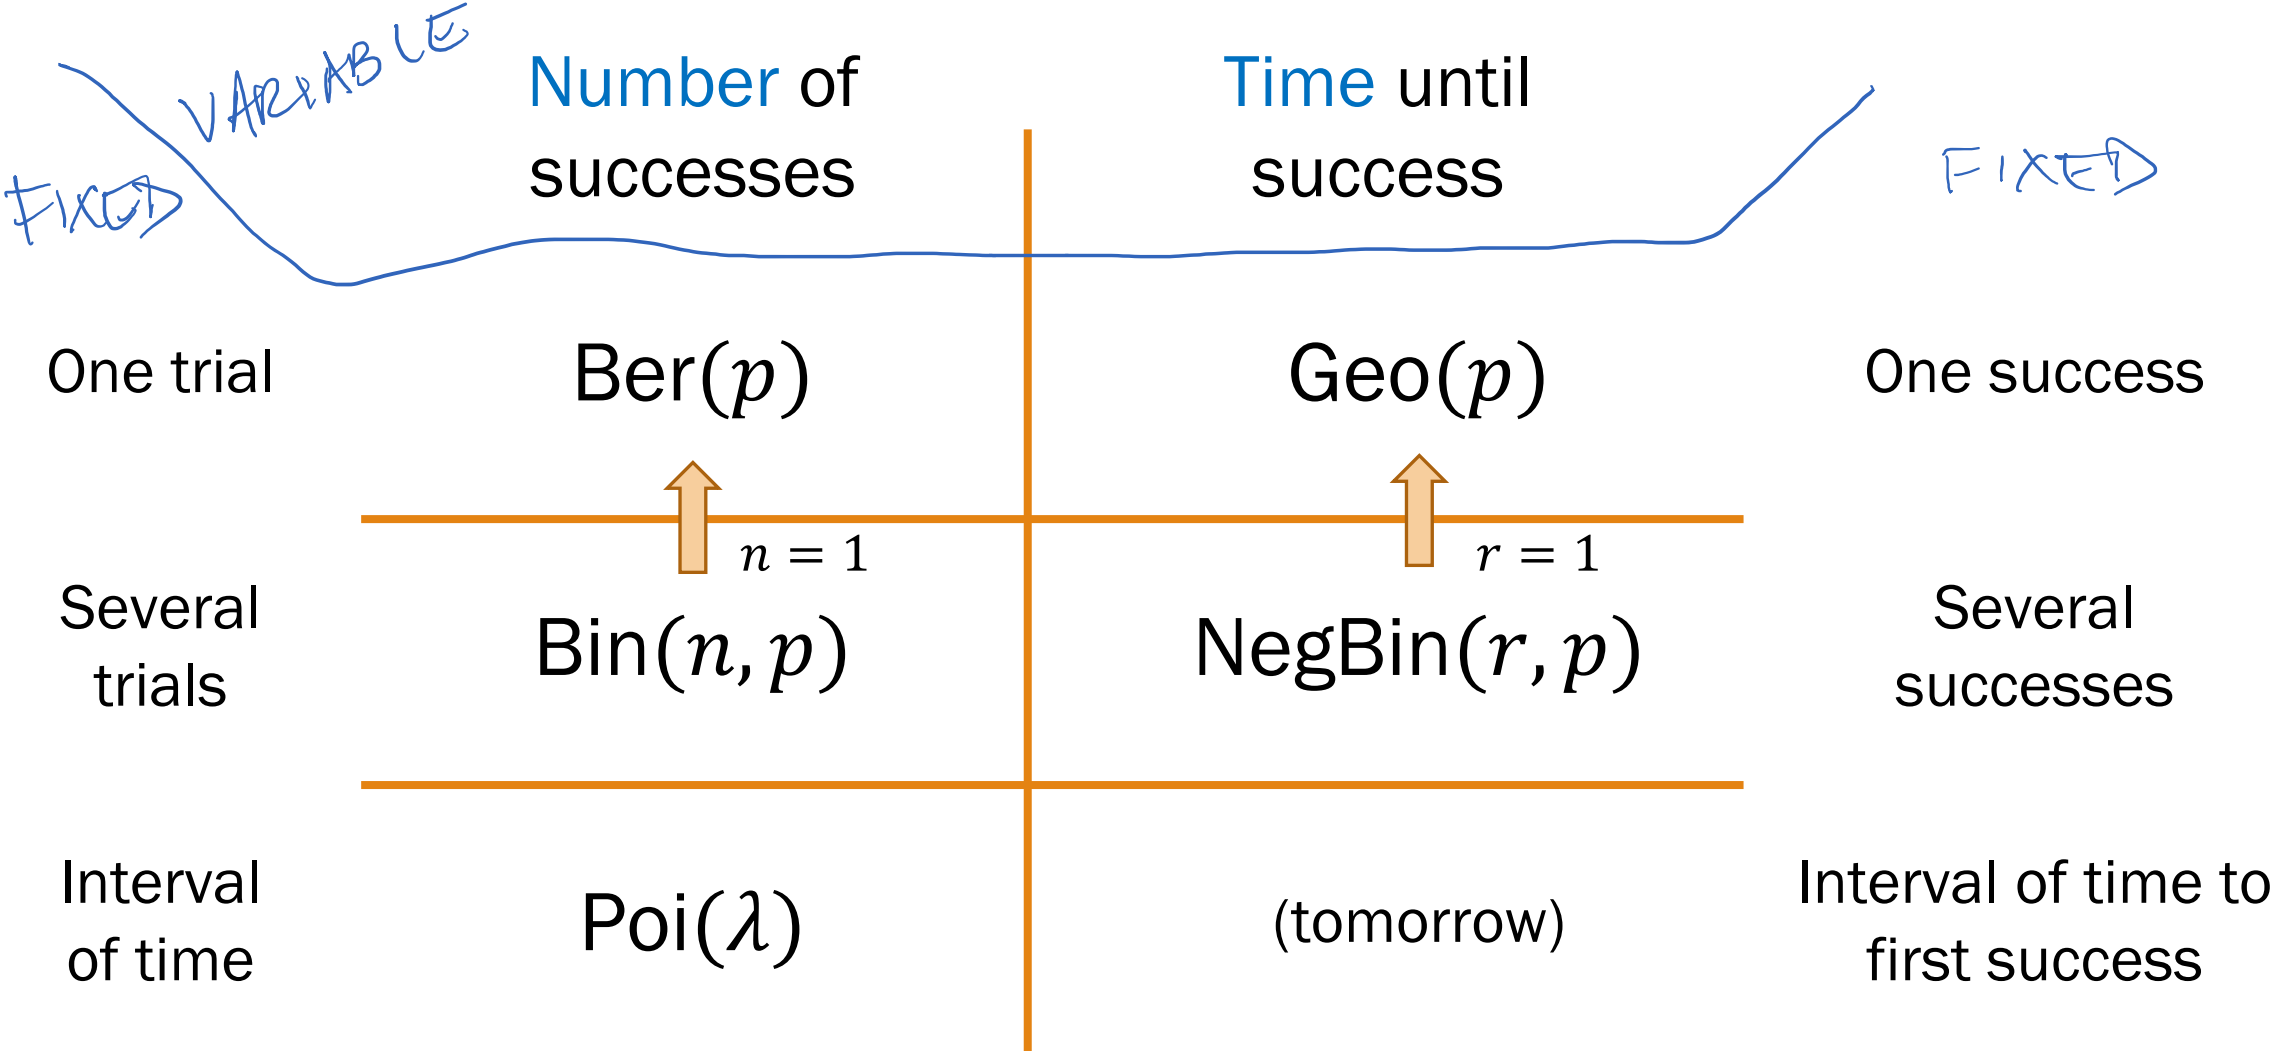 VARIABLE
FIXED
Number of
successes
Time until
success
FIXED
One trial
Ber(p)
Geo(p)
One success
n = 1
r = 1
Several
trials
Bin(n, p)
NegBin(r, p)
Several
successes
Interval
of time
Poi(λ)
(tomorrow)
Interval of time to
first success